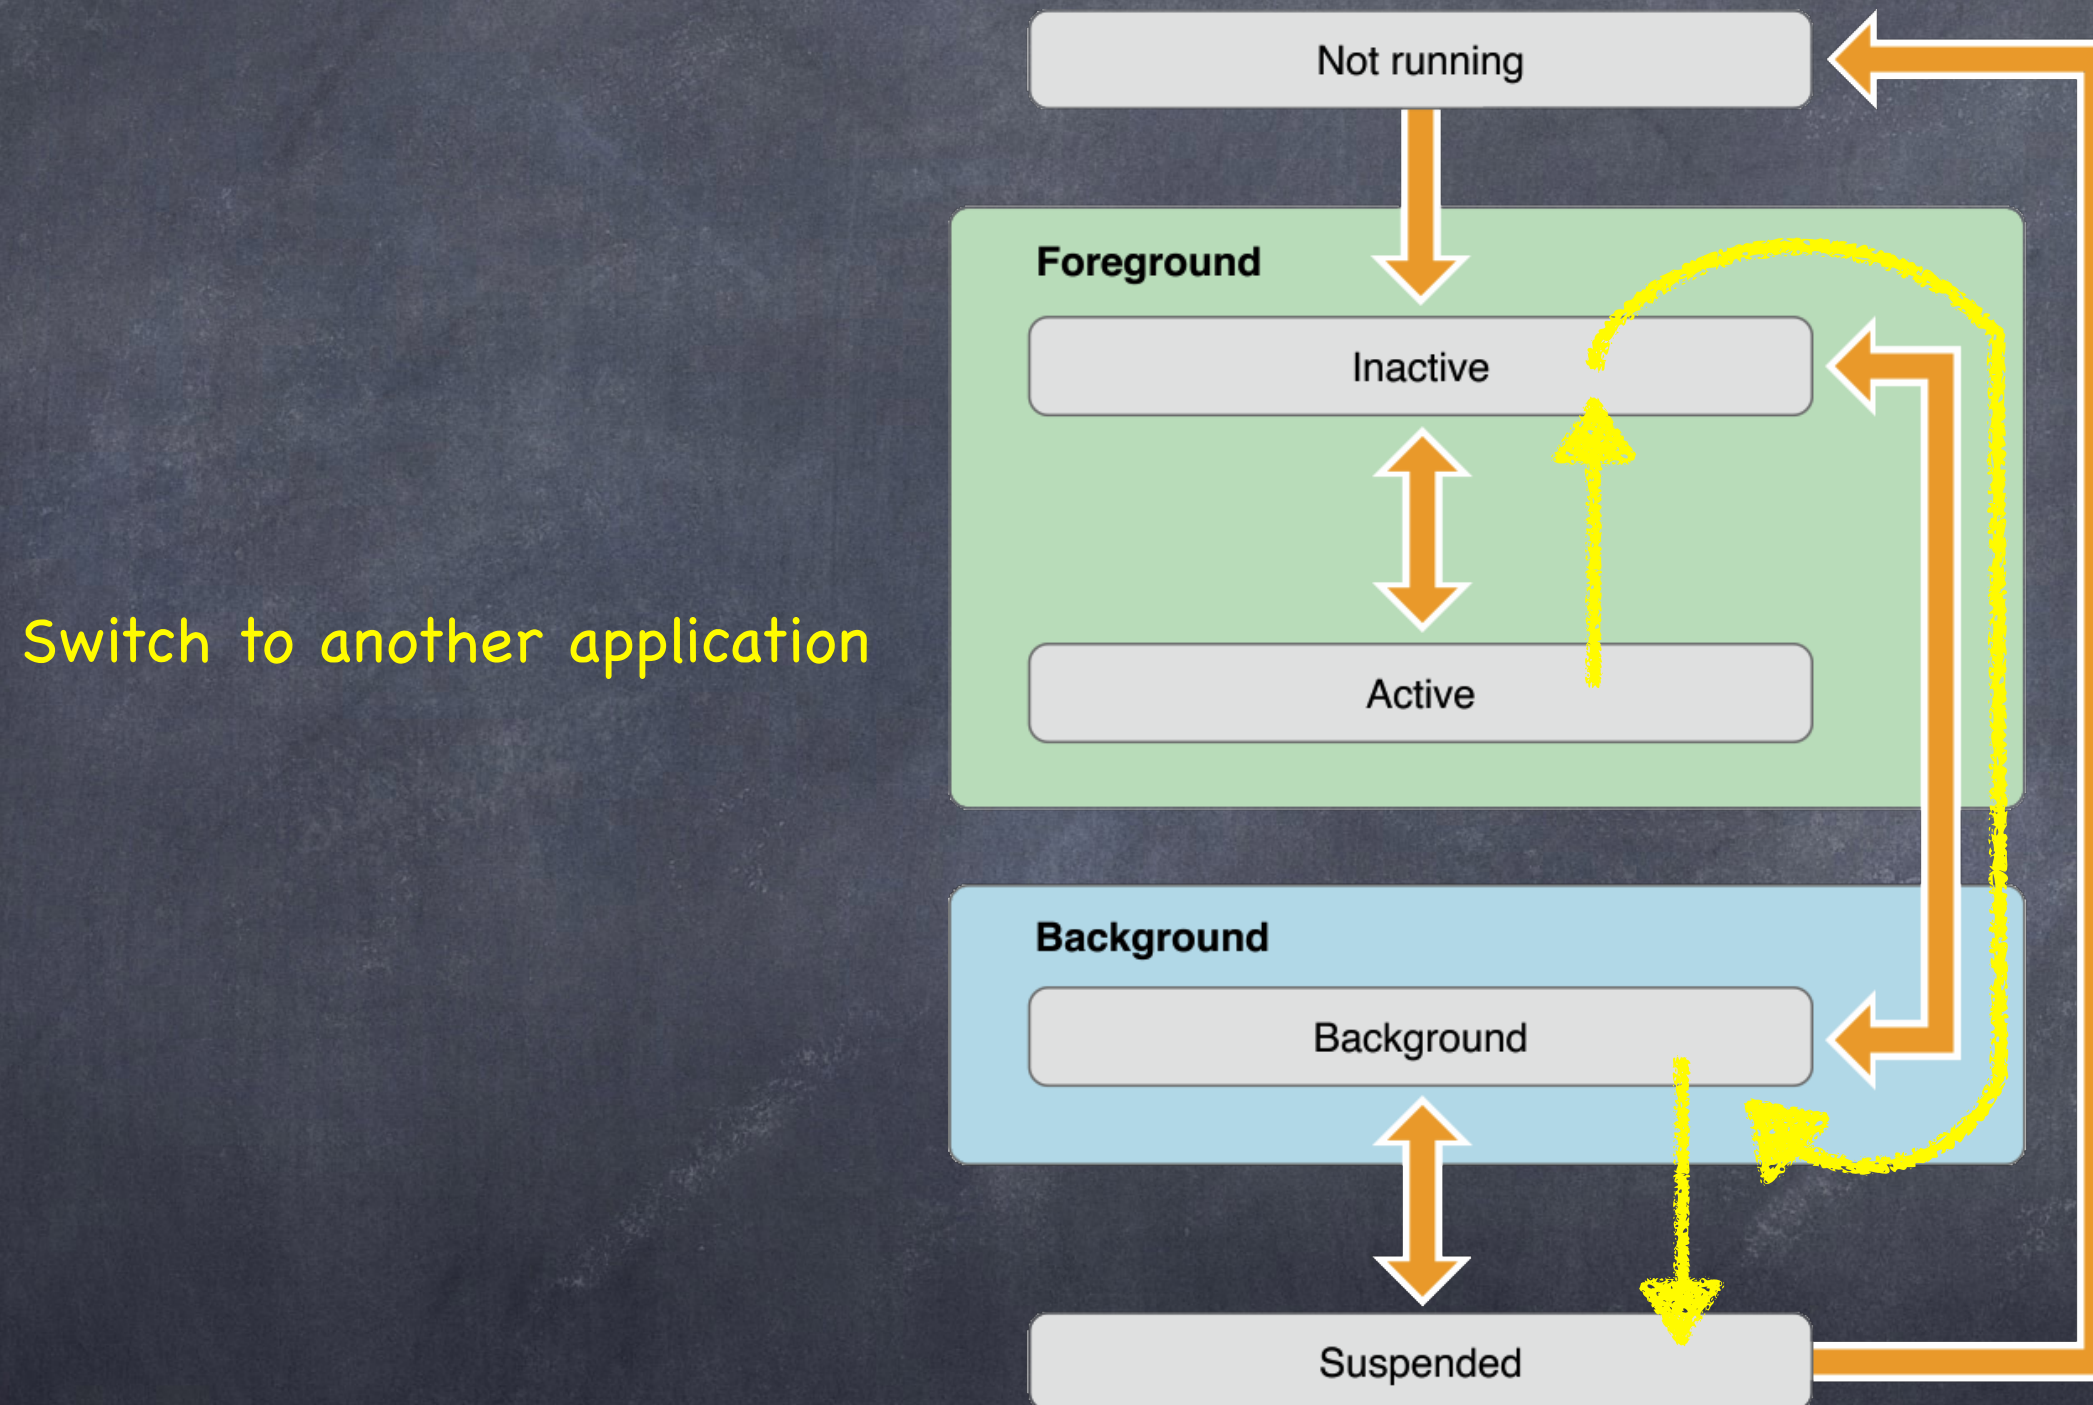 Not running
Foreground
Inactive
Switch to another application
Active
Background
Background
Suspended